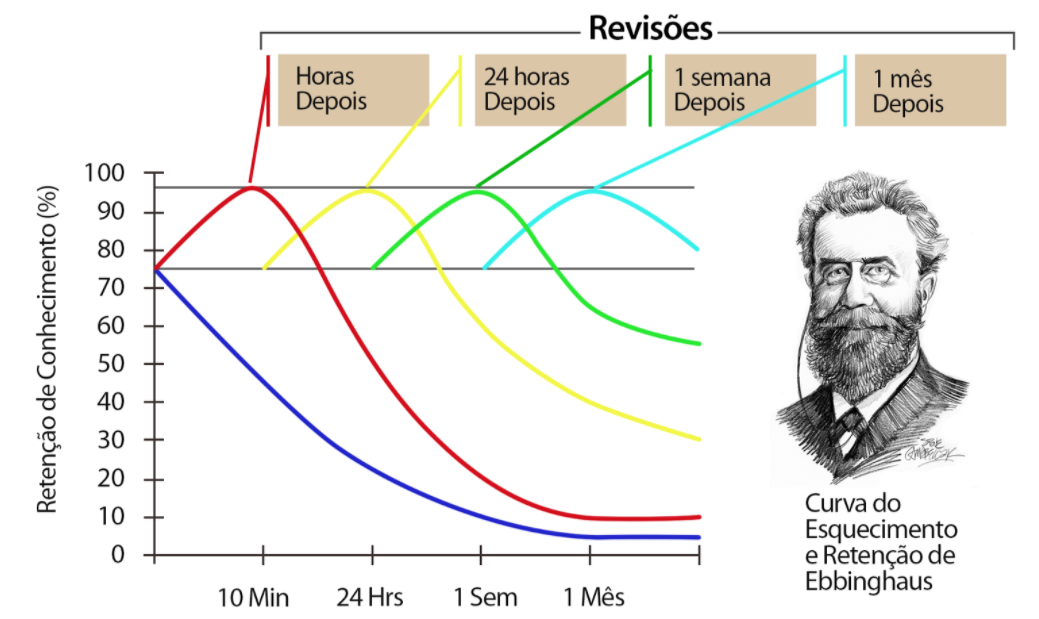 Revisões
Horas
Depois
24 horas
Depois
1 semana
Depois
1 mês
Depois
Retenção de Conhecimento (%)
100
90
80
70
60
50
40
30
20
10
0
10 Min
24 Hrs
1 Sem
1 Mês
Curva do
Esquecimento
e Retenção de
Ebbinghaus